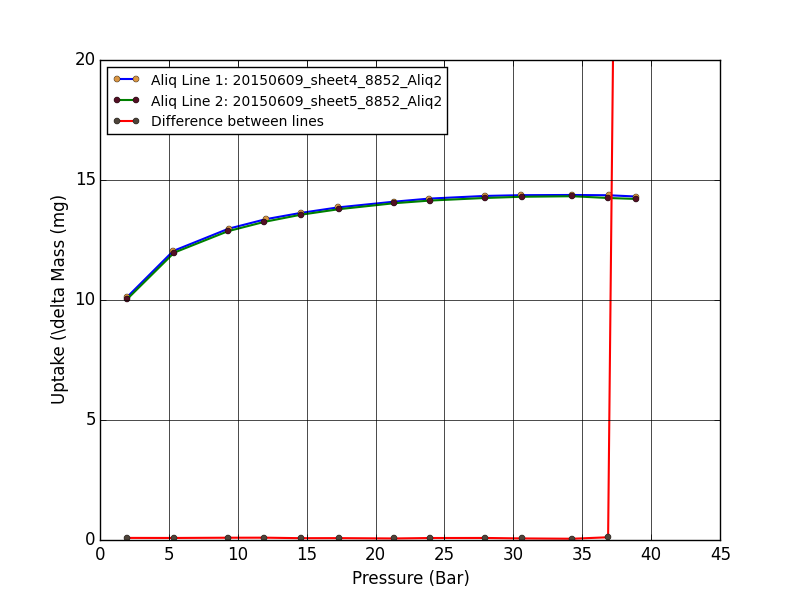 20
15
10
5
0
Uptake (\delta Mass (mg)
Aliq Line 1: 20150609_sheet4_8852_Aliq2
Aliq Line 2: 20150609_sheet5_8852_Aliq2
Difference between lines
0 5 10 15 20 25 30 35 40 45
Pressure (Bar)